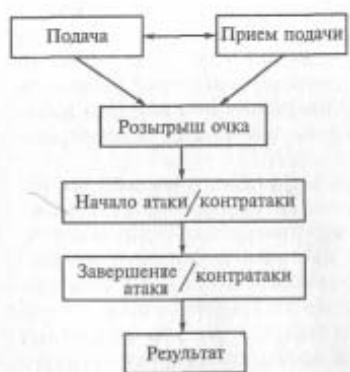 Подача
Прием подачи
Розыгрыш очка
Начало атаки/контратаки
Завершение /контратаки
атаки
Результат